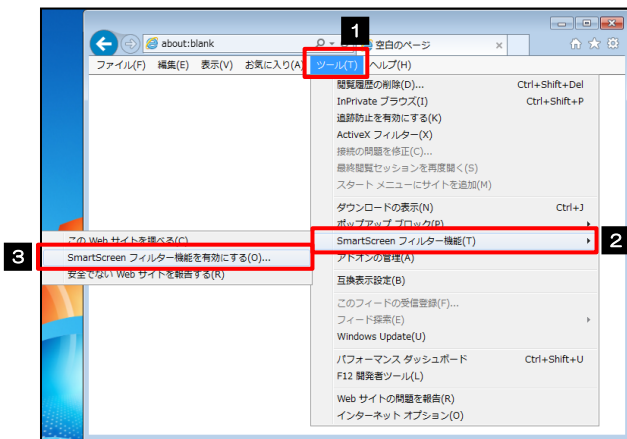 1
about:blank
空白のページ
ファイル(F) 編集(E) 表示(V) お気に入り(A) ツール(T) ヘルプ(H)
閲覧履歴の削除(D)... Ctrl+Shift+Del
InPrivate ブラウズ(I) Ctrl+Shift+P
追跡防止を有効にする(K)
ActiveX フィルター(X)
接続の問題を修正(C)...
最終閲覧セッションを再度開く(S)
スタート メニューにサイトを追加(M)
ダウンロードの表示(N) Ctrl+J
ポップアップ ブロック(P)
SmartScreen フィルター機能(T)
2
アドオンの管理(A)
この Web サイトを調べる(C)
3
SmartScreen フィルター機能を有効にする(O)...
安全でない Web サイトを報告する(R)
互換表示設定(B)
このフィードの受信登録(F)...
フィード探索(E)
Windows Update(U)
パフォーマンス ダッシュボード Ctrl+Shift+U
F12 開発者ツール(L)
Web サイトの問題を報告(R)
インターネット オプション(O)